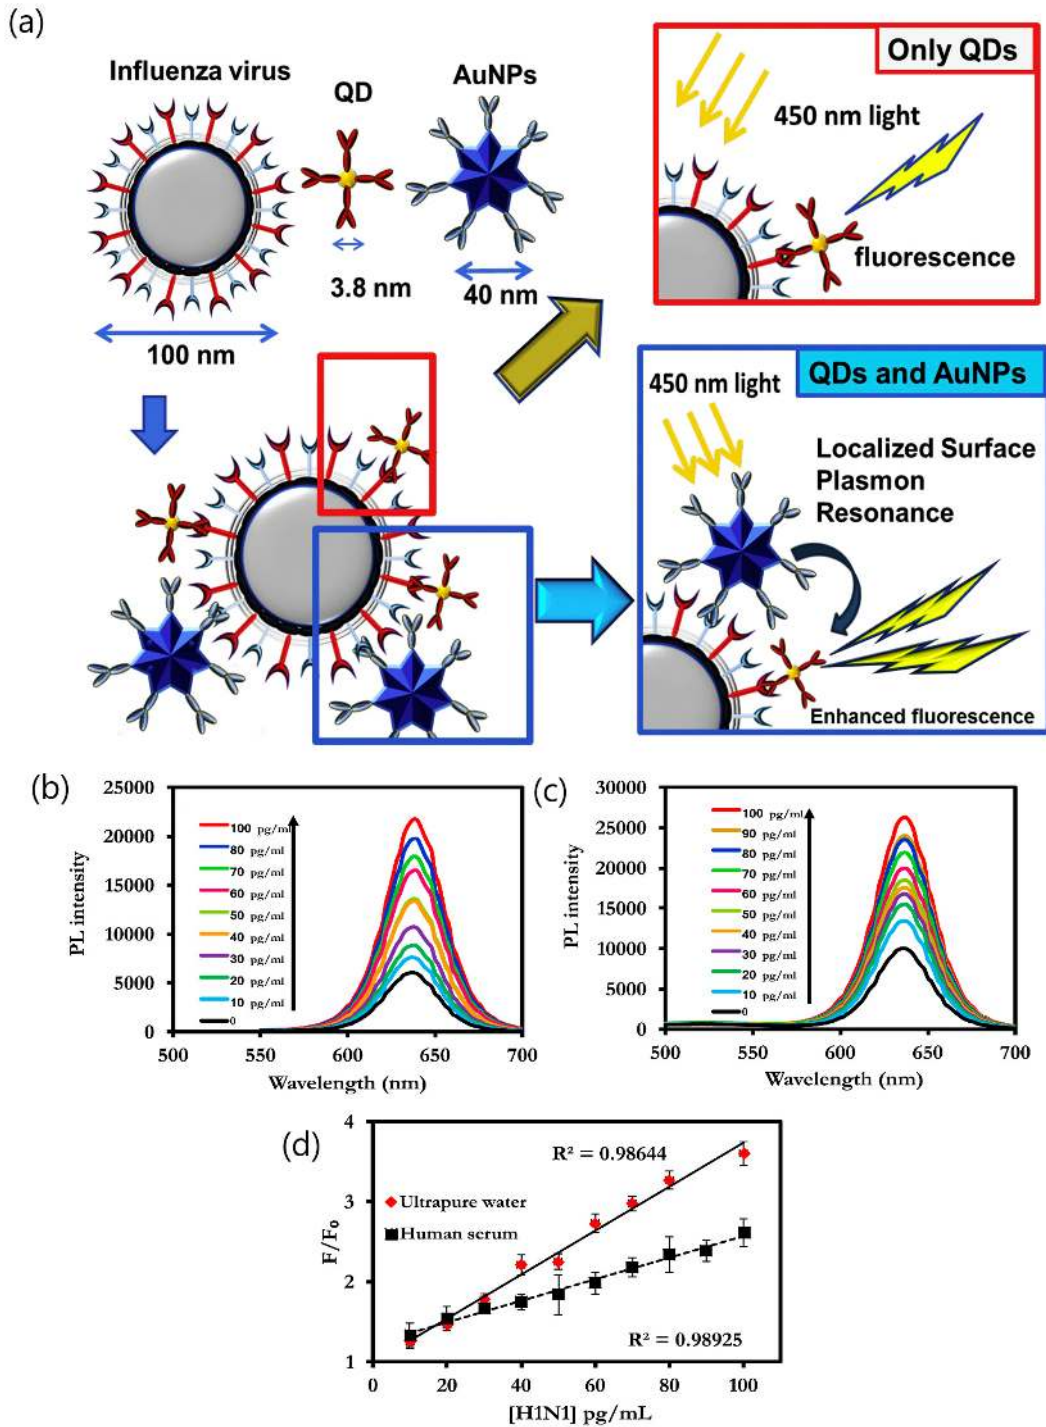 (a)
Influenza virus
QD
AuNPs
3.8 nm
40 nm
100 nm
Only QDs
450 nm light
fluorescence
QDs and AuNPs
450 nm light
Localized Surface
Plasmon
Resonance
Enhanced fluorescence
(b)
PL intensity
25000
20000
15000
10000
5000
0
100 pg/ml
80 pg/ml
70 pg/ml
60 pg/ml
50 pg/ml
40 pg/ml
30 pg/ml
20 pg/ml
10 pg/ml
0
500 550 600 650 700
Wavelength (nm)
(c)
PL intensity
30000
25000
20000
15000
10000
5000
0
100 pg/ml
90 pg/ml
80 pg/ml
70 pg/ml
60 pg/ml
50 pg/ml
40 pg/ml
30 pg/ml
20 pg/ml
10 pg/ml
0
500 550 600 650 700
Wavelength (nm)
(d)
F/F₀
4
3
2
1
R² = 0.98644
Ultrapure water
Human serum
R² = 0.98925
0 20 40 60 80 100
[H1N1] pg/mL